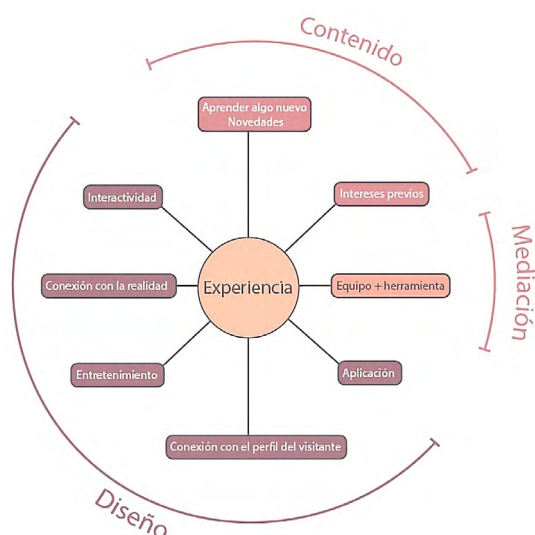 Contenido
Aprender algo nuevo
Novedades
Interactividad
Intereses previos
Mediación
Conexión con la realidad
Experiencia
Equipo + herramienta
Entretenimiento
Aplicación
Conexión con el perfil del visitante
Diseño